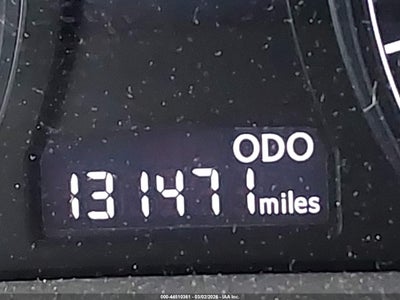 ODO
131471 miles
000-44510381 - 03/02/2026 - IAA Inc.